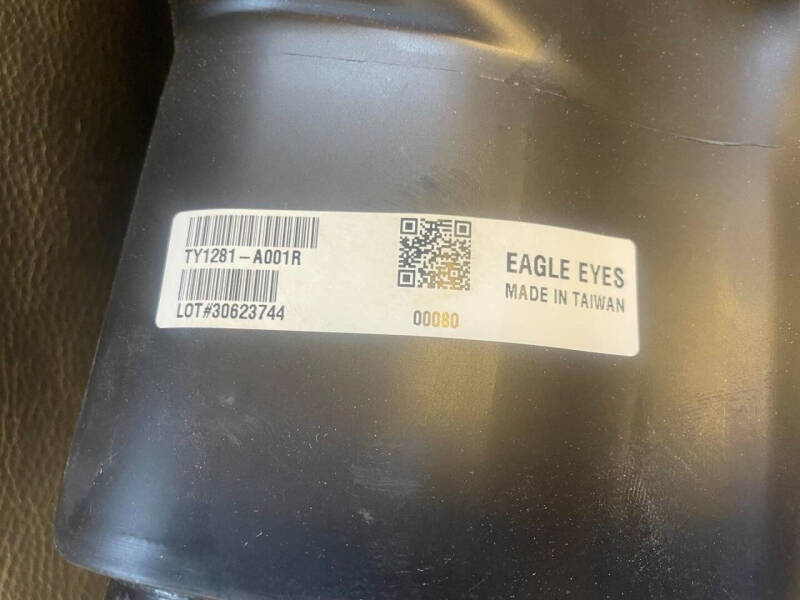 TY1281-A001R
LOT#30623744
00080
EAGLE EYES
MADE IN TAIWAN